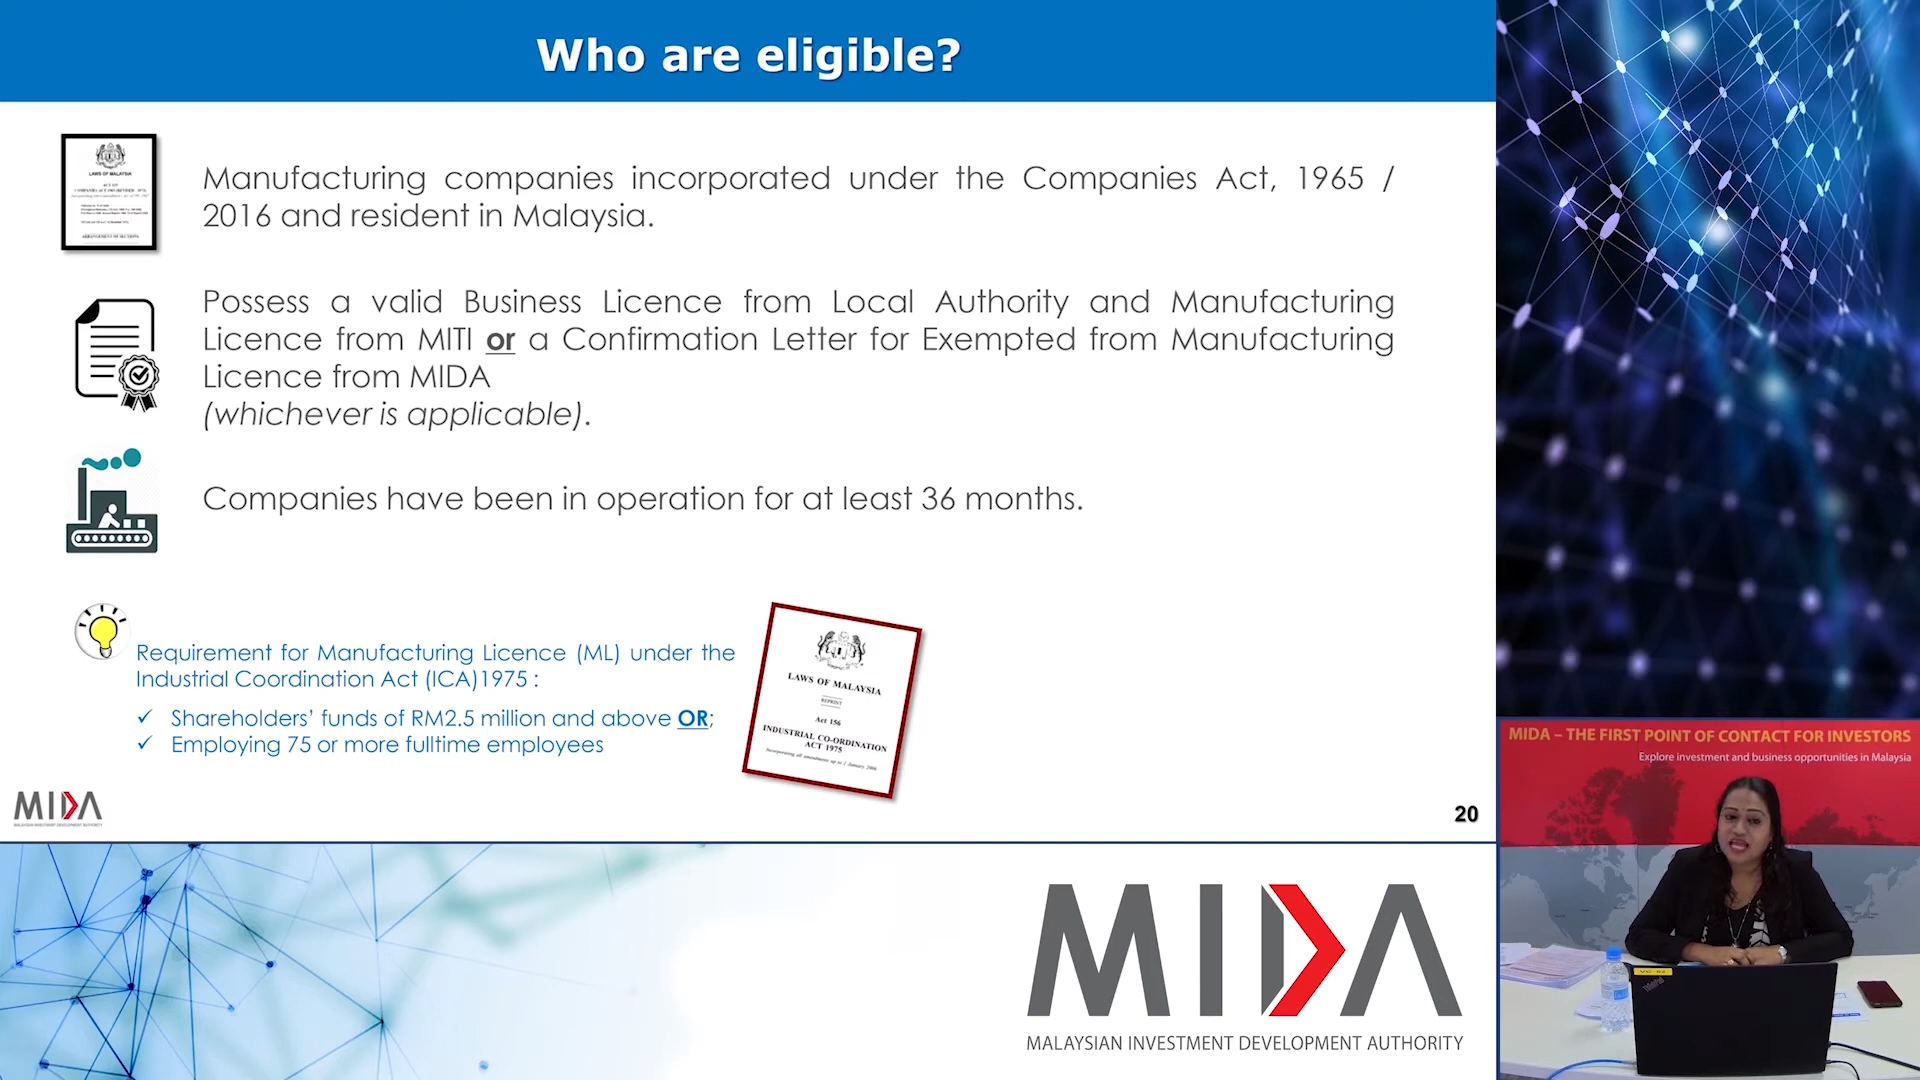 Who are eligible?
LAWS OF MALAYSIA
Manufacturing companies incorporated under the Companies Act, 1965 /
2016 and resident in Malaysia.
Possess a valid Business Licence from Local Authority and Manufacturing
Licence from MITI or a Confirmation Letter for Exempted from Manufacturing
Licence from MIDA
(whichever is applicable).
Companies have been in operation for at least 36 months.
Requirement for Manufacturing Licence (ML) under the
Industrial Coordination Act (ICA)1975 :
✓ Shareholders’ funds of RM2.5 million and above OR;
✓ Employing 75 or more fulltime employees
LAWS OF MALAYSIA
REPRINT
Act 156
INDUSTRIAL CO-ORDINATION
ACT 1975
Incorporating all amendments up to 1 January 2006
MIDA
MALAYSIAN INVESTMENT DEVELOPMENT AUTHORITY
20
MIDA
MALAYSIAN INVESTMENT DEVELOPMENT AUTHORITY
MIDA – THE FIRST POINT OF CONTACT FOR INVESTORS
Explore investment and business opportunities in Malaysia
VC 02
ThinkPad